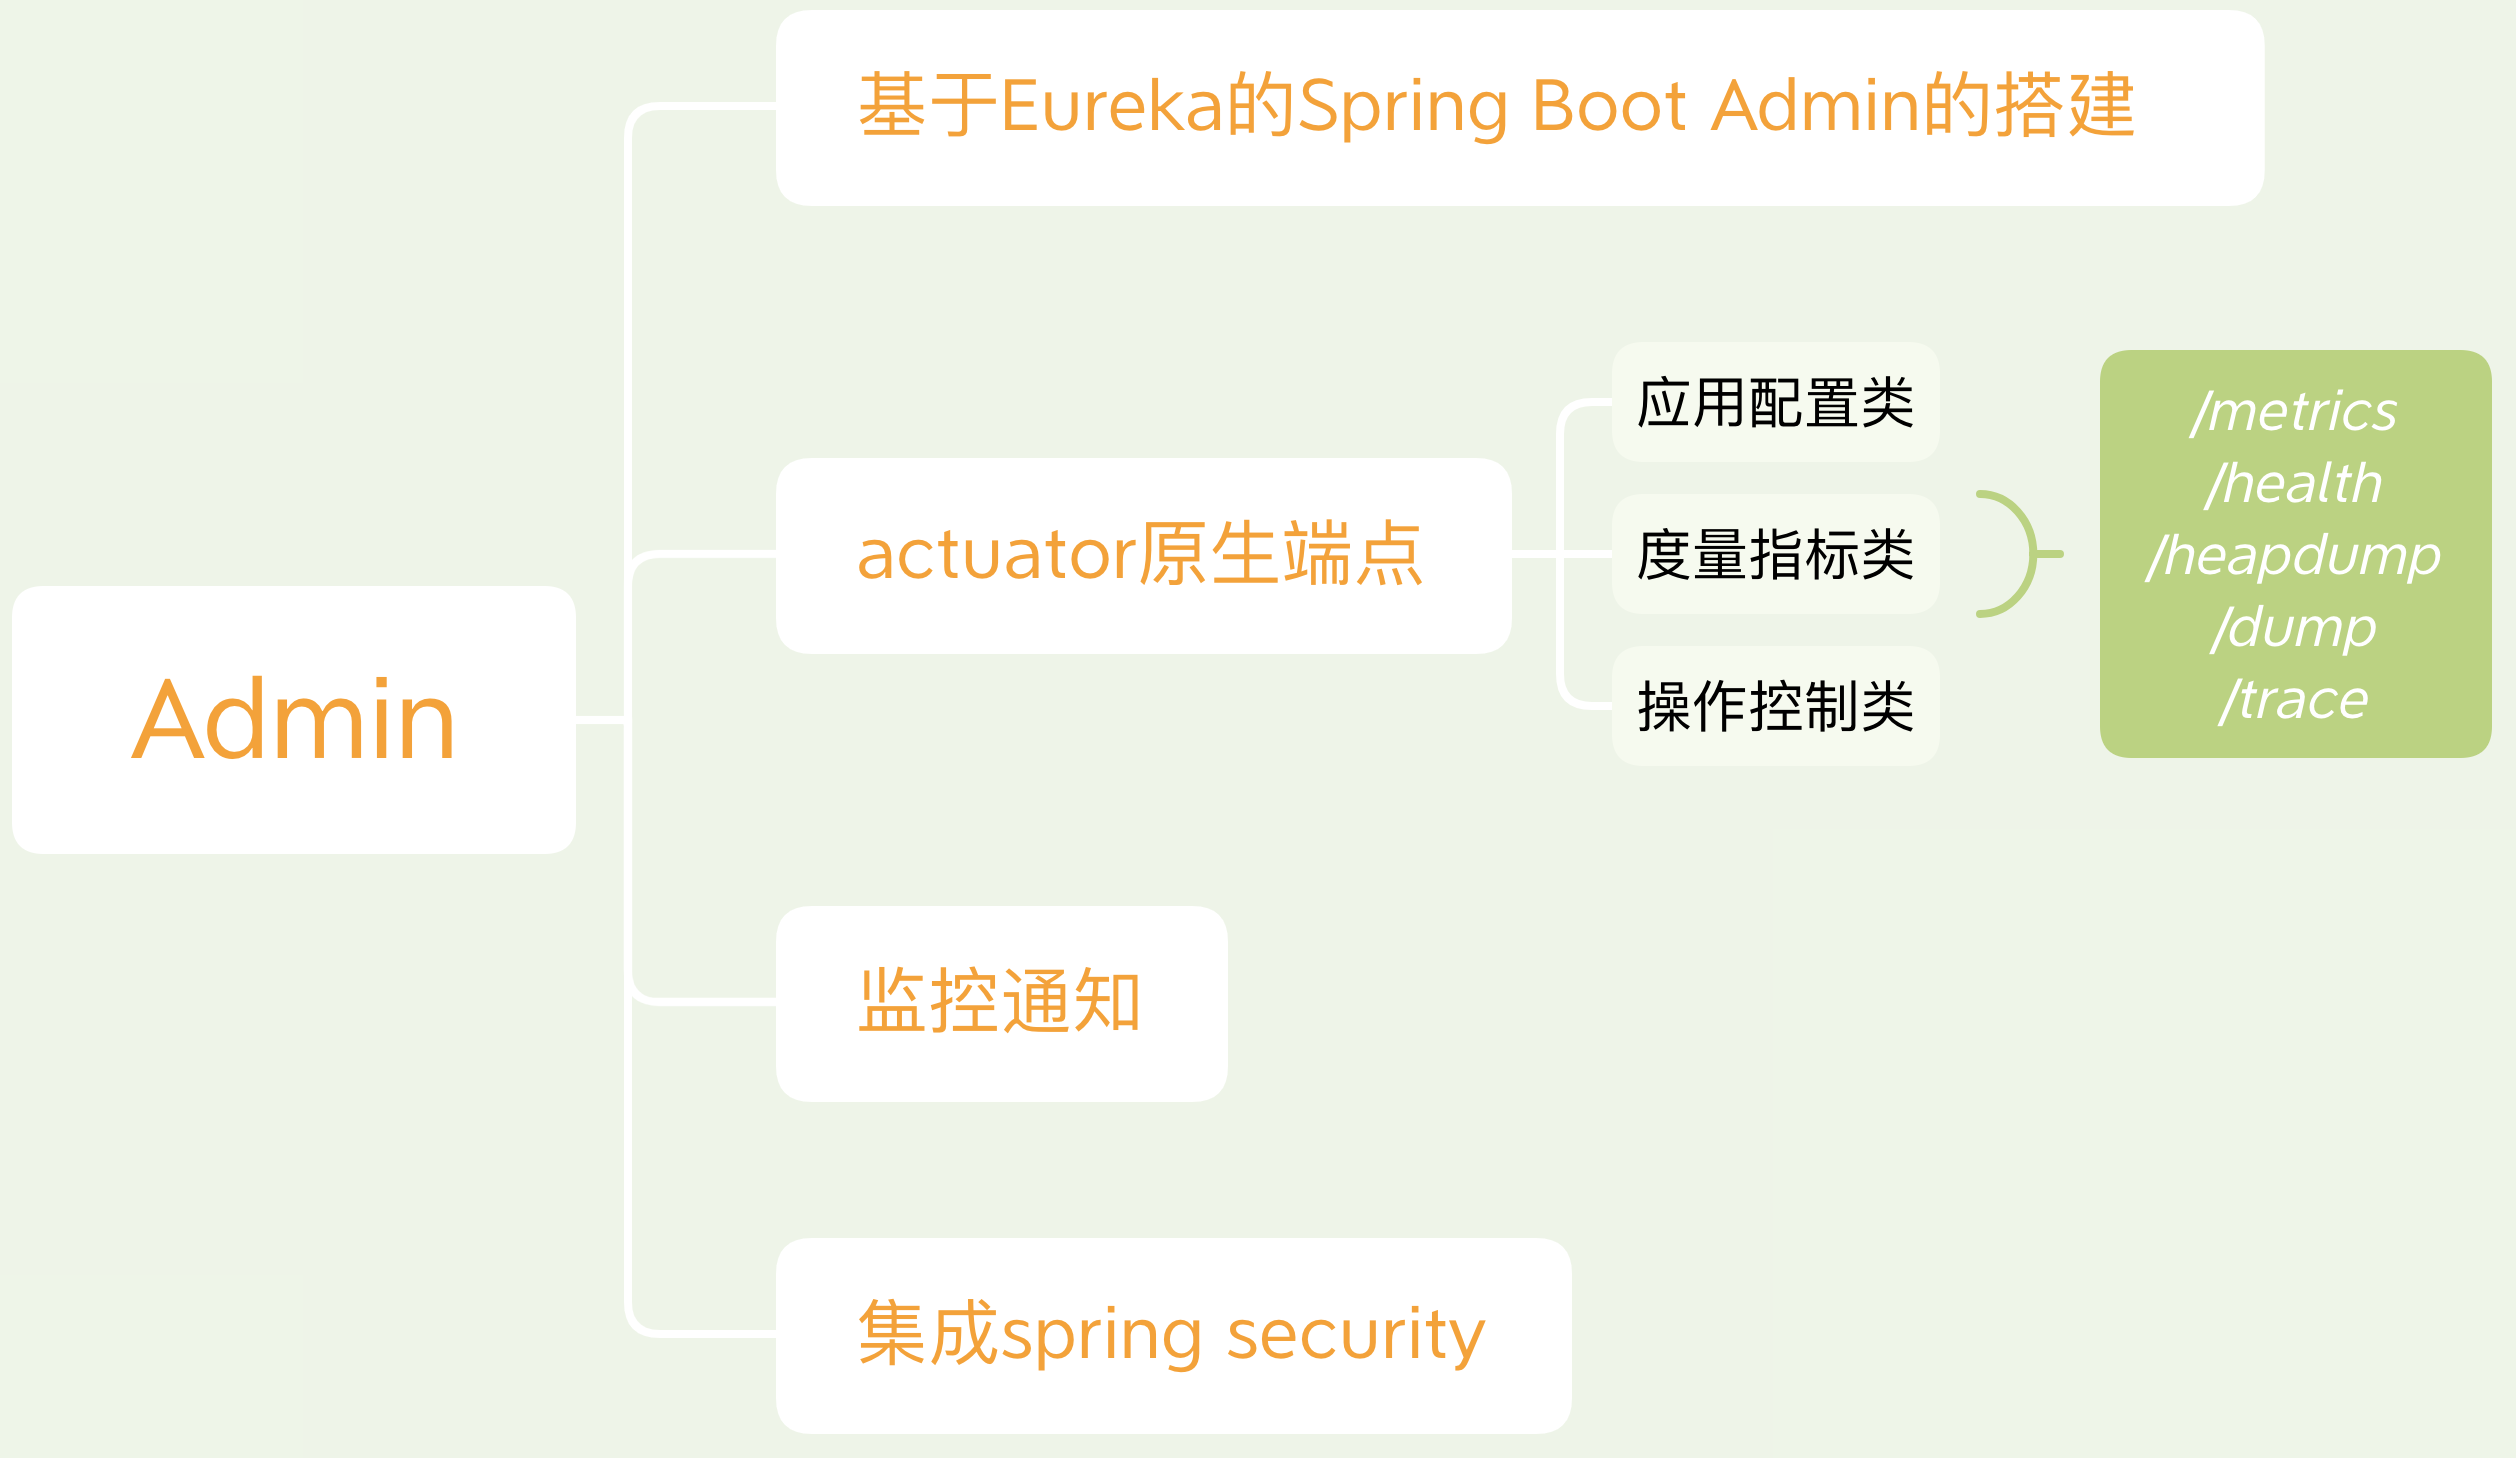 Admin
基于Eureka的Spring Boot Admin的搭建
actuator原生端点
应用配置类
度量指标类
/metrics
/health
/heapdump
/dump
/trace
操作控制类
监控通知
集成spring security